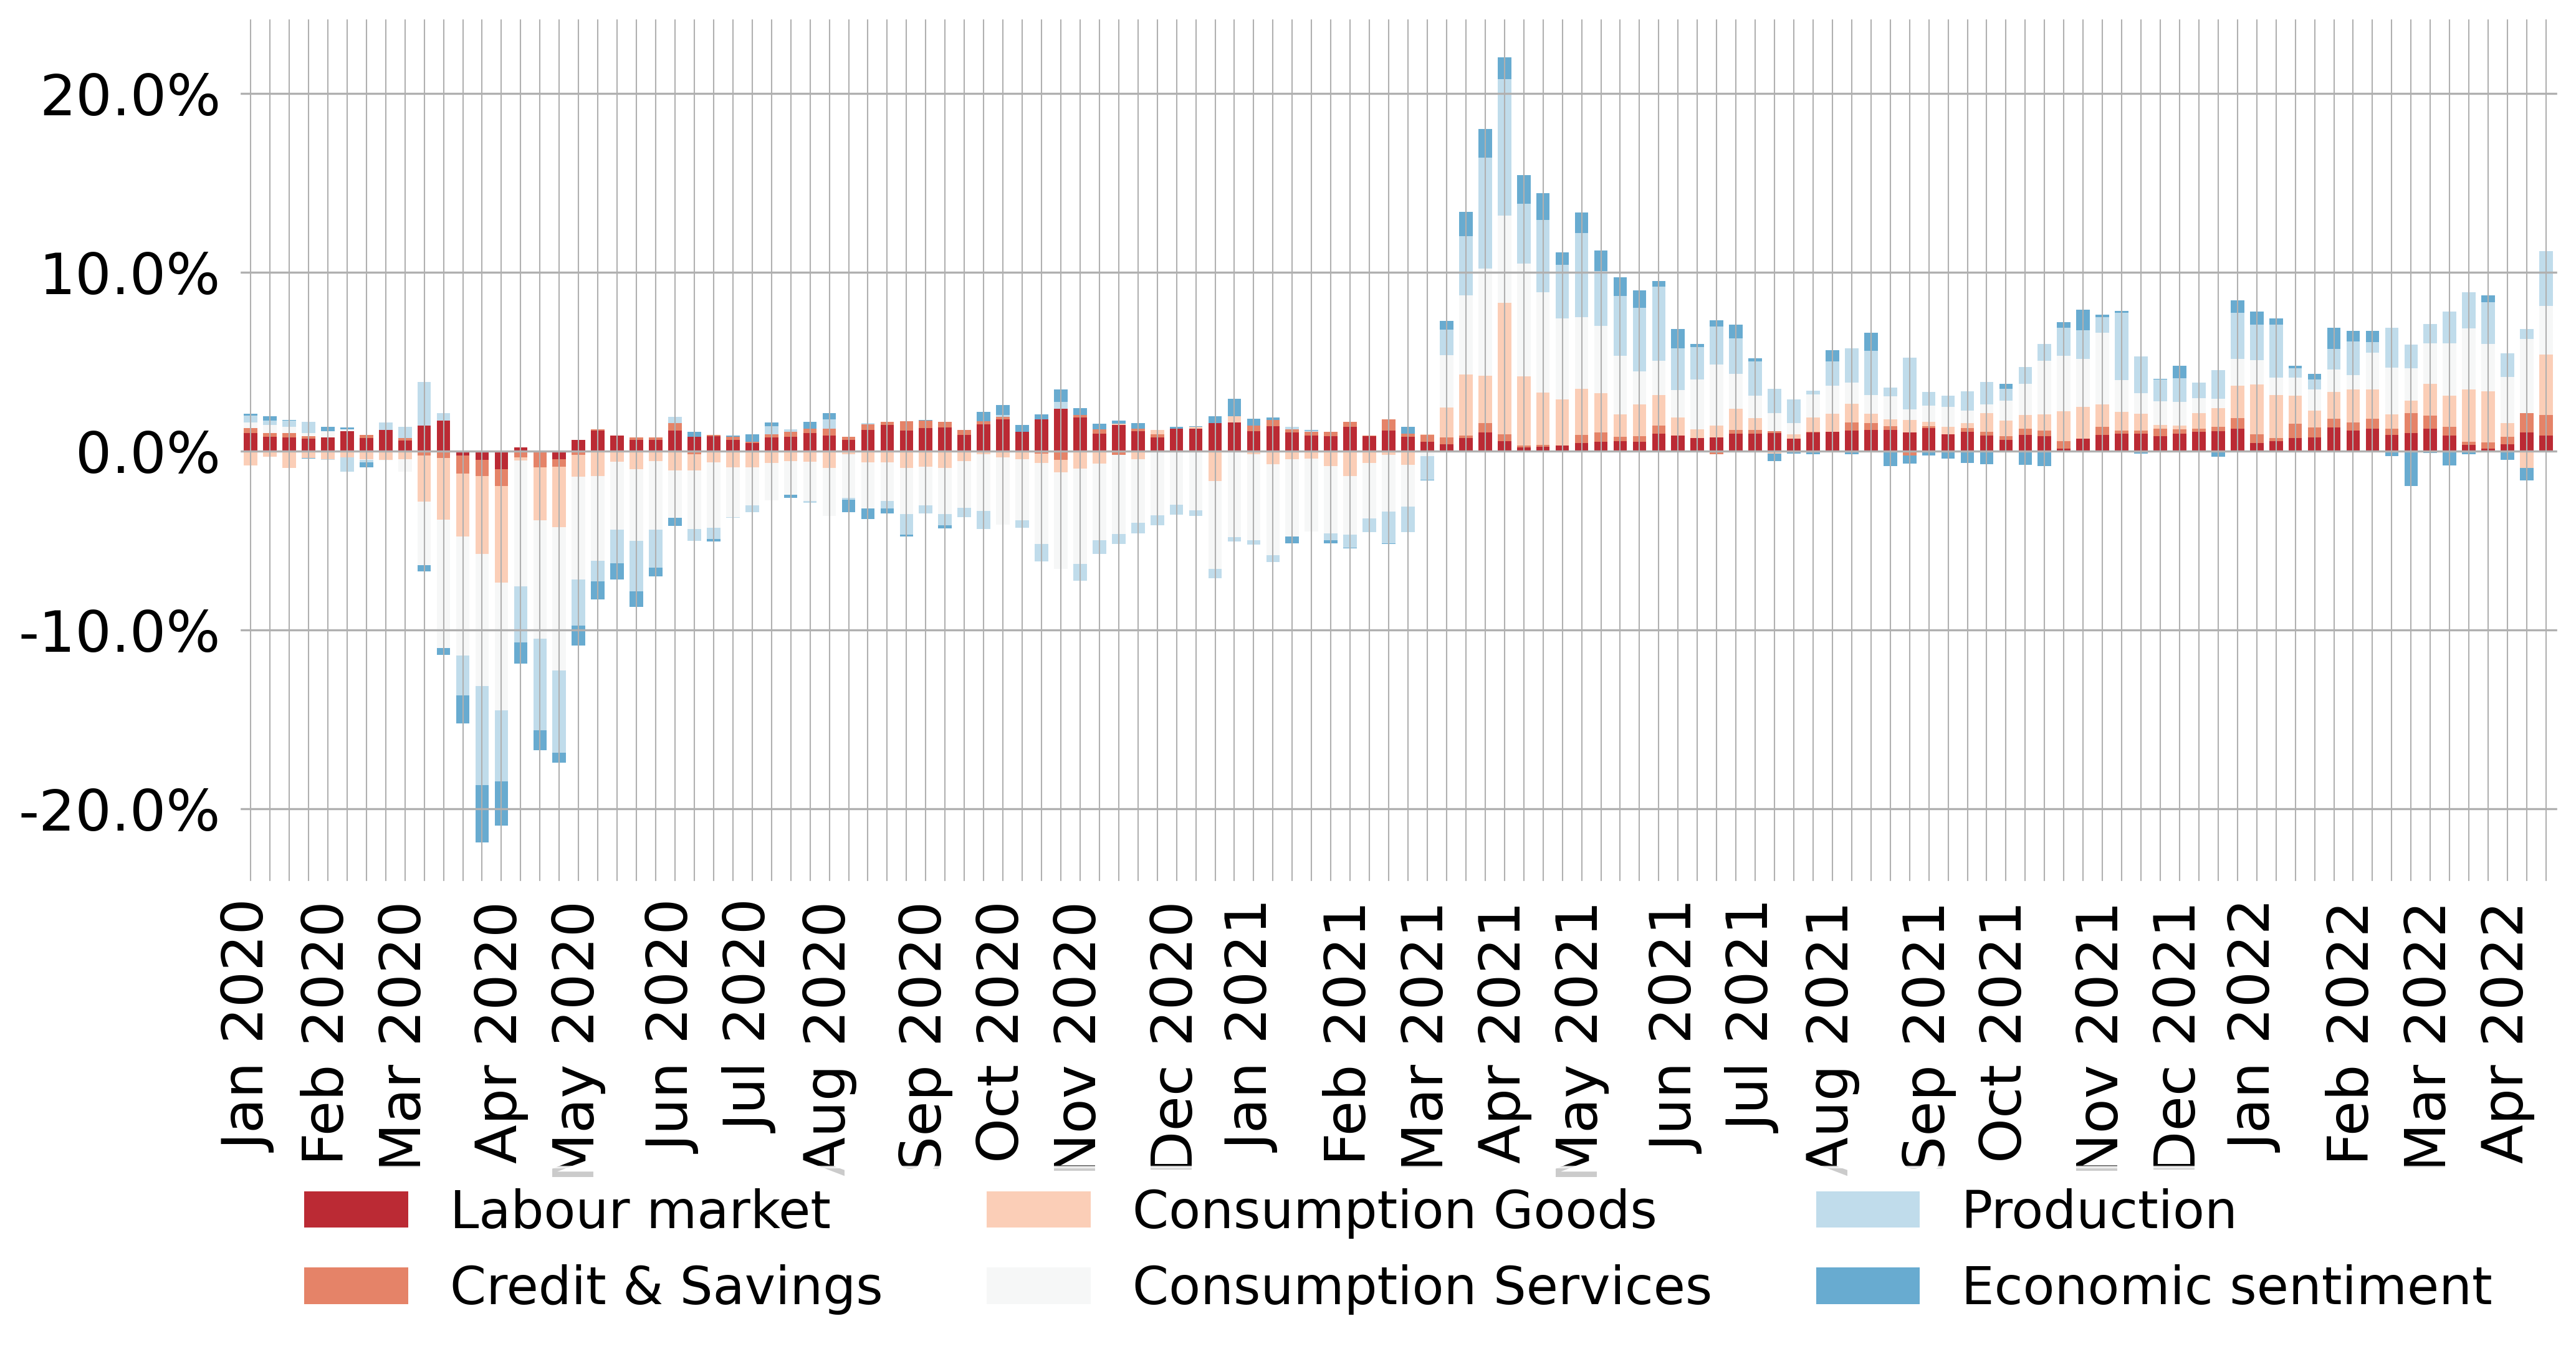 20.0%
10.0%
0.0%
-10.0%
-20.0%
Jan 2020
Feb 2020
Mar 2020
Apr 2020
May 2020
Jun 2020
Jul 2020
Aug 2020
Sep 2020
Oct 2020
Nov 2020
Dec 2020
Jan 2021
Feb 2021
Mar 2021
Apr 2021
May 2021
Jun 2021
Jul 2021
Aug 2021
Sep 2021
Oct 2021
Nov 2021
Dec 2021
Jan 2022
Feb 2022
Mar 2022
Apr 2022
Labour market
Credit & Savings
Consumption Goods
Consumption Services
Production
Economic sentiment